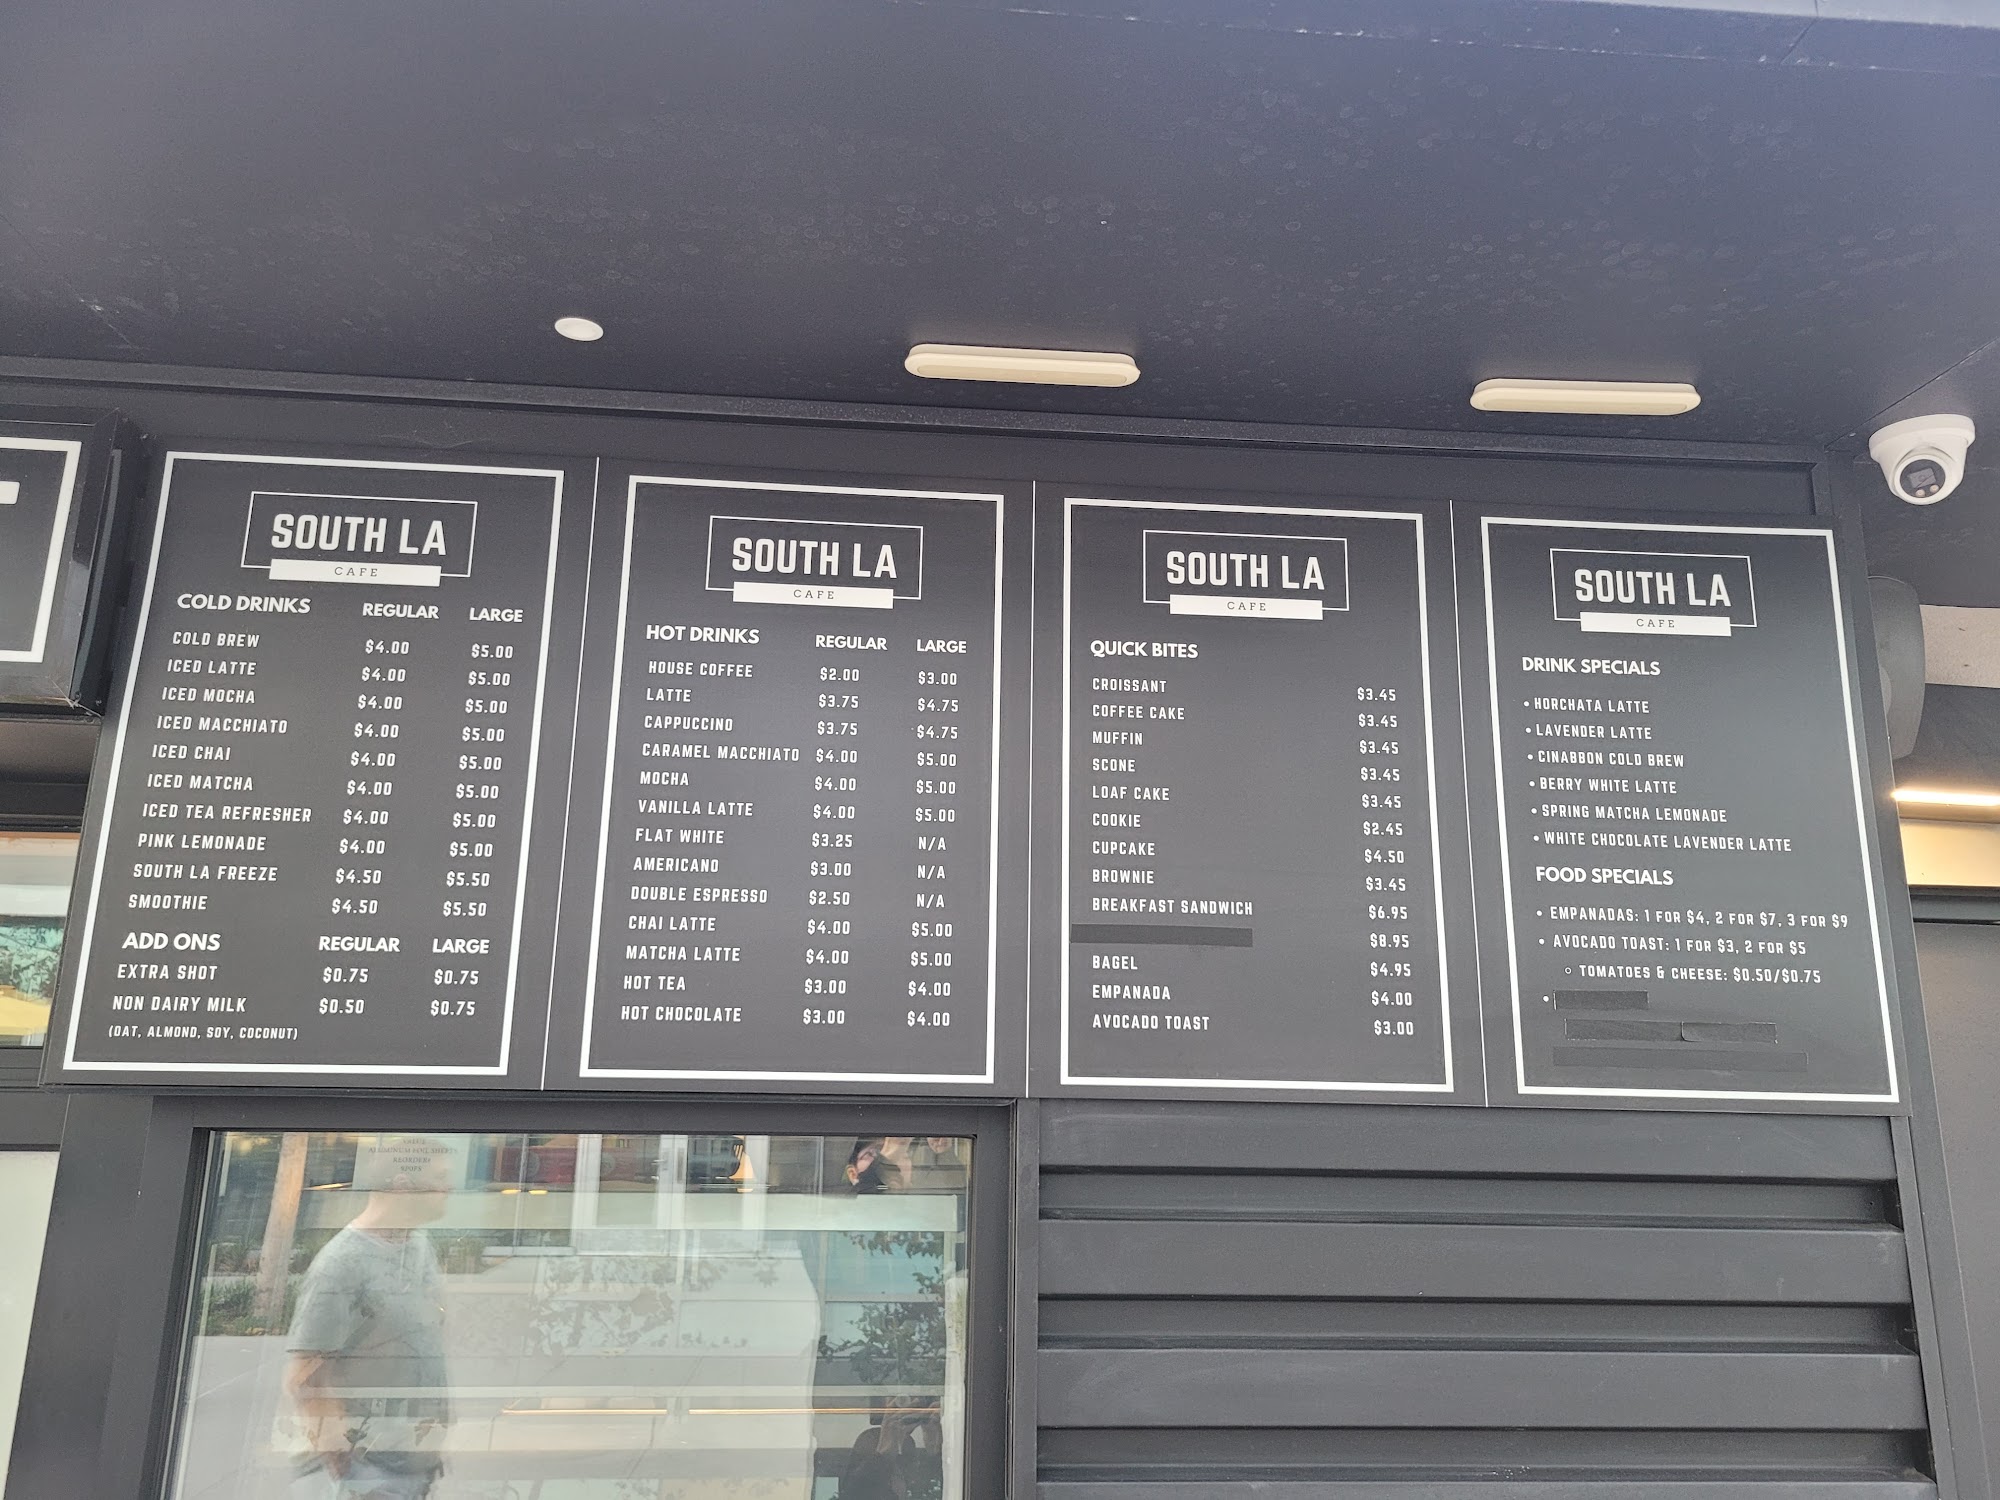 SOUTH LA
CAFE
COLD DRINKS REGULAR LARGE
COLD BREW $4.00 $5.00
ICED LATTE $4.00 $5.00
ICED MOCHA $4.00 $5.00
ICED MACCHIATO $4.00 $5.00
ICED CHAI $4.00 $5.00
ICED MATCHA $4.00 $5.00
ICED TEA REFRESHER $4.00 $5.00
PINK LEMONADE $4.00 $5.00
SOUTH LA FREEZE $4.50 $5.50
SMOOTHIE $4.50 $5.50
ADD ONS REGULAR LARGE
EXTRA SHOT $0.75 $0.75
NON DAIRY MILK $0.50 $0.75
(OAT, ALMOND, SOY, COCONUT)
SOUTH LA
CAFE
HOT DRINKS REGULAR LARGE
HOUSE COFFEE $2.00 $3.00
LATTE $3.75 $4.75
CAPPUCCINO $3.75 $4.75
CARAMEL MACCHIATO $4.00 $5.00
MOCHA $4.00 $5.00
VANILLA LATTE $4.00 $5.00
FLAT WHITE $3.25 N/A
AMERICANO $3.00 N/A
DOUBLE ESPRESSO $2.50 N/A
CHAI LATTE $4.00 $5.00
MATCHA LATTE $4.00 $5.00
HOT TEA $3.00 $4.00
HOT CHOCOLATE $3.00 $4.00
SOUTH LA
CAFE
QUICK BITES
CROISSANT $3.45
COFFEE CAKE $3.45
MUFFIN $3.45
SCONE $3.45
LOAF CAKE $3.45
COOKIE $2.45
CUPCAKE $4.50
BROWNIE $3.45
BREAKFAST SANDWICH $6.95
$8.95
BAGEL $4.95
EMPANADA $4.00
AVOCADO TOAST $3.00
SOUTH LA
CAFE
DRINK SPECIALS
• HORCHATA LATTE
• LAVENDER LATTE
• CINABBON COLD BREW
• BERRY WHITE LATTE
• SPRING MATCHA LEMONADE
• WHITE CHOCOLATE LAVENDER LATTE
FOOD SPECIALS
• EMPANADAS: 1 FOR $4, 2 FOR $7, 3 FOR $9
• AVOCADO TOAST: 1 FOR $3, 2 FOR $5
○ TOMATOES & CHEESE: $0.50/$0.75